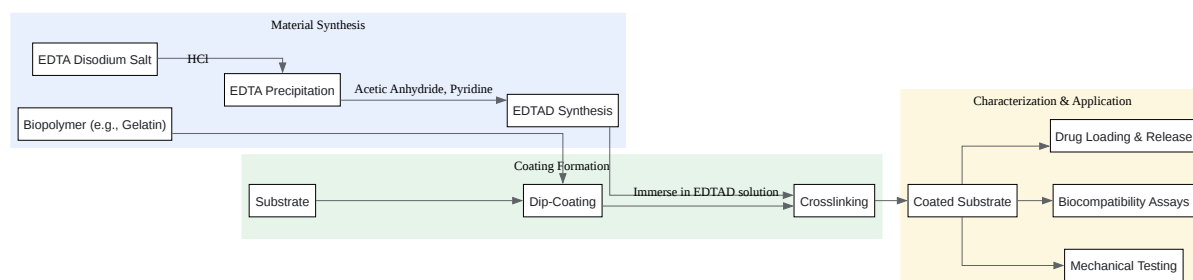 Material Synthesis
EDTA Disodium Salt
HCl
EDTA Precipitation
Acetic Anhydride, Pyridine
EDTAD Synthesis
Biopolymer (e.g., Gelatin)
Coating Formation
Substrate
Dip-Coating
Immerse in EDTAD solution
Crosslinking
Characterization & Application
Drug Loading & Release
Coated Substrate
Biocompatibility Assays
Mechanical Testing